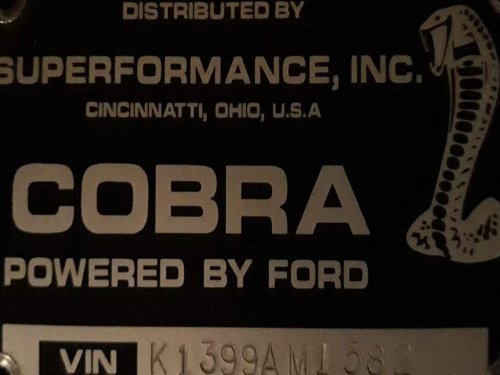 DISTRIBUTED BY
SUPERFORMANCE, INC.
CINCINNATTI, OHIO, U.S.A
COBRA
POWERED BY FORD
VIN K1399AM1582